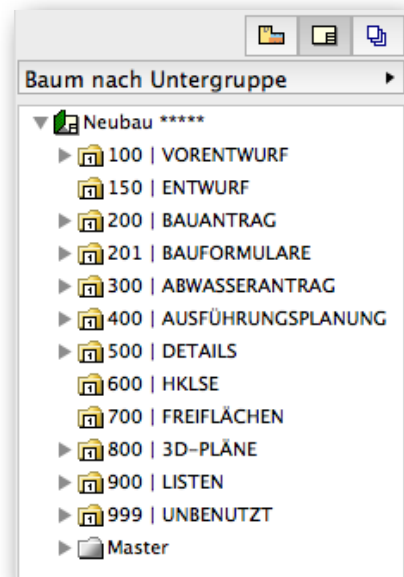 Baum nach Untergruppe
Neubau *****
100 | VORENTWURF
150 | ENTWURF
200 | BAUANTRAG
201 | BAUFORMULARE
300 | ABWASSERANTRAG
400 | AUSFÜHRUNGSPLANUNG
500 | DETAILS
600 | HKLSE
700 | FREIFLÄCHEN
800 | 3D-PLÄNE
900 | LISTEN
999 | UNBENUTZT
Master